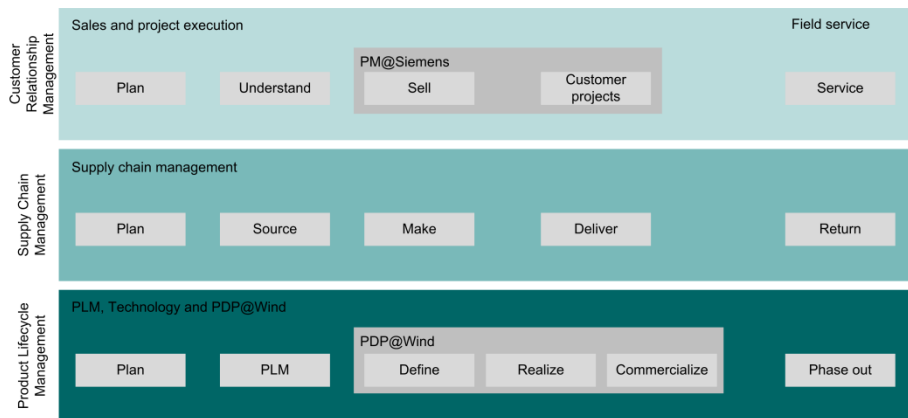 Customer
Relationship
Management
Sales and project execution
Field service
PM@Siemens
Plan
Understand
Sell
Customer
projects
Service
Supply Chain
Management
Supply chain management
Plan
Source
Make
Deliver
Return
Product Lifecycle
Management
PLM, Technology and PDP@Wind
PDP@Wind
Plan
PLM
Define
Realize
Commercialize
Phase out